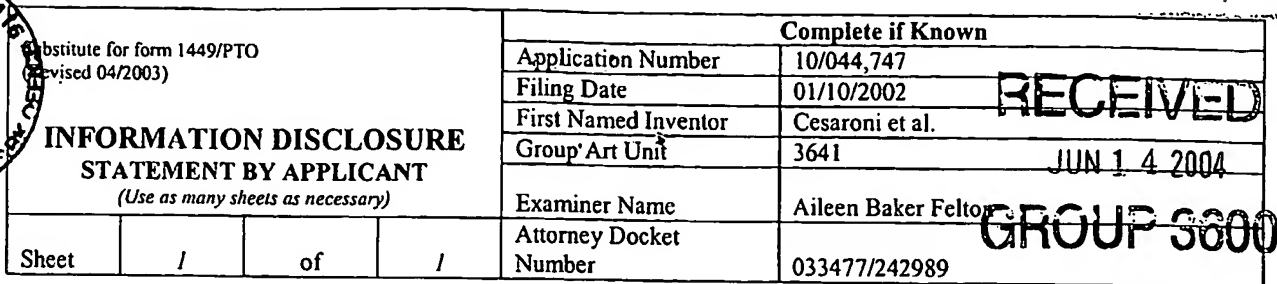 Substitute for form 1449/PTO
(Revised 04/2003)
INFORMATION DISCLOSURE
STATEMENT BY APPLICANT
(Use as many sheets as necessary)
Sheet 1 of 1
Complete if Known
Application Number 10/044,747
Filing Date 01/10/2002
First Named Inventor Cesaroni et al.
Group Art Unit 3641
Examiner Name Aileen Baker Felton
Attorney Docket
Number 033477/242989
RECEIVED
JUN 14 2004
GROUP 3600